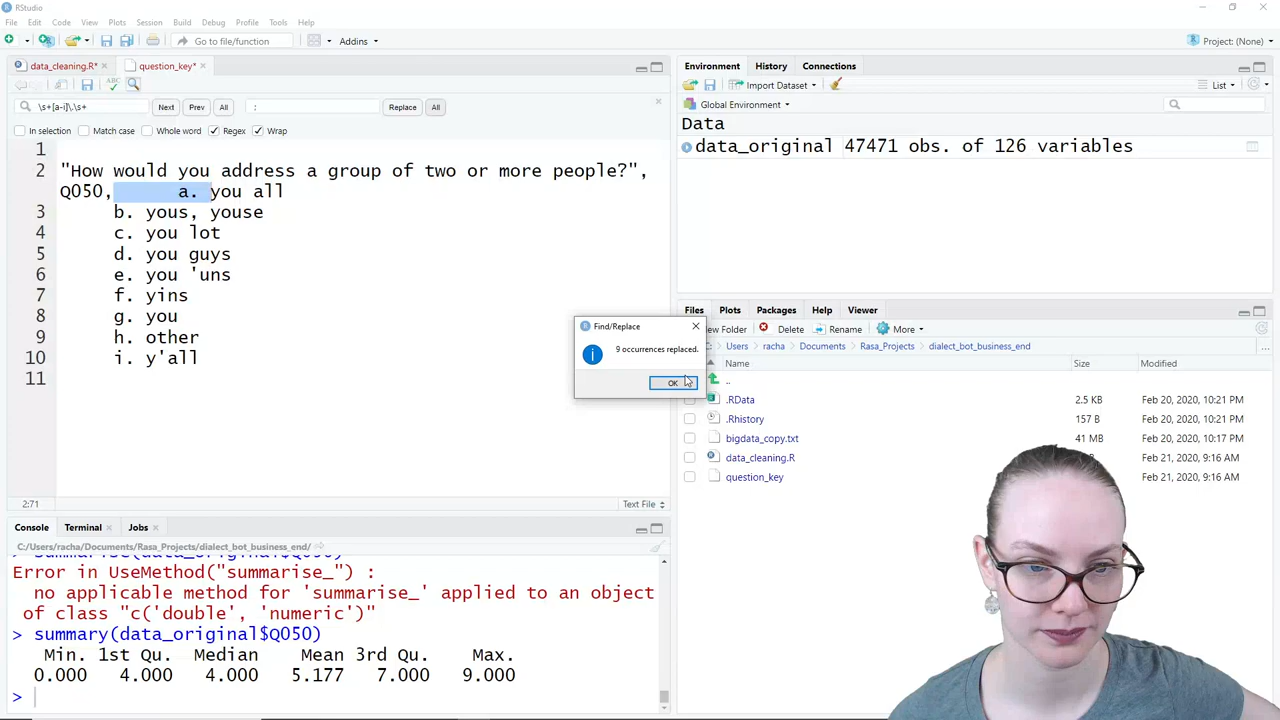 RStudio
File Edit Code View Plots Session Build Debug Profile Tools Help
Go to file/function Addins Project: (None)
data_cleaning.R* question_key*
\s+[a-i]\.\s+ Next Prev All : Replace All
In selection Match case Whole word Regex Wrap
1
2 "How would you address a group of two or more people?",
Q050, a. you all
3 b. yous, youse
4 c. you lot
5 d. you guys
6 e. you 'uns
7 f. yins
8 g. you
9 h. other
10 i. y'all
11
2:71 Text File
Find/Replace
9 occurrences replaced.
OK
Console Terminal Jobs
C:/Users/racha/Documents/Rasa_Projects/dialect_bot_business_end/
Error in UseMethod("summarise_") :
no applicable method for 'summarise_' applied to an object
of class "c('double', 'numeric')"
> summary(data_original$Q050)
Min. 1st Qu. Median Mean 3rd Qu. Max.
0.000 4.000 4.000 5.177 7.000 9.000
>
Environment History Connections
Import Dataset List
Global Environment
Data
data_original 47471 obs. of 126 variables
Files Plots Packages Help Viewer
ew Folder Delete Rename More
C: Users racha Documents Rasa_Projects dialect_bot_business_end ...
Name Size Modified
..
.RData 2.5 KB Feb 20, 2020, 10:21 PM
.Rhistory 157 B Feb 20, 2020, 10:21 PM
bigdata_copy.txt 41 MB Feb 20, 2020, 10:17 PM
data_cleaning.R B Feb 21, 2020, 9:16 AM
question_key Feb 21, 2020, 9:16 AM